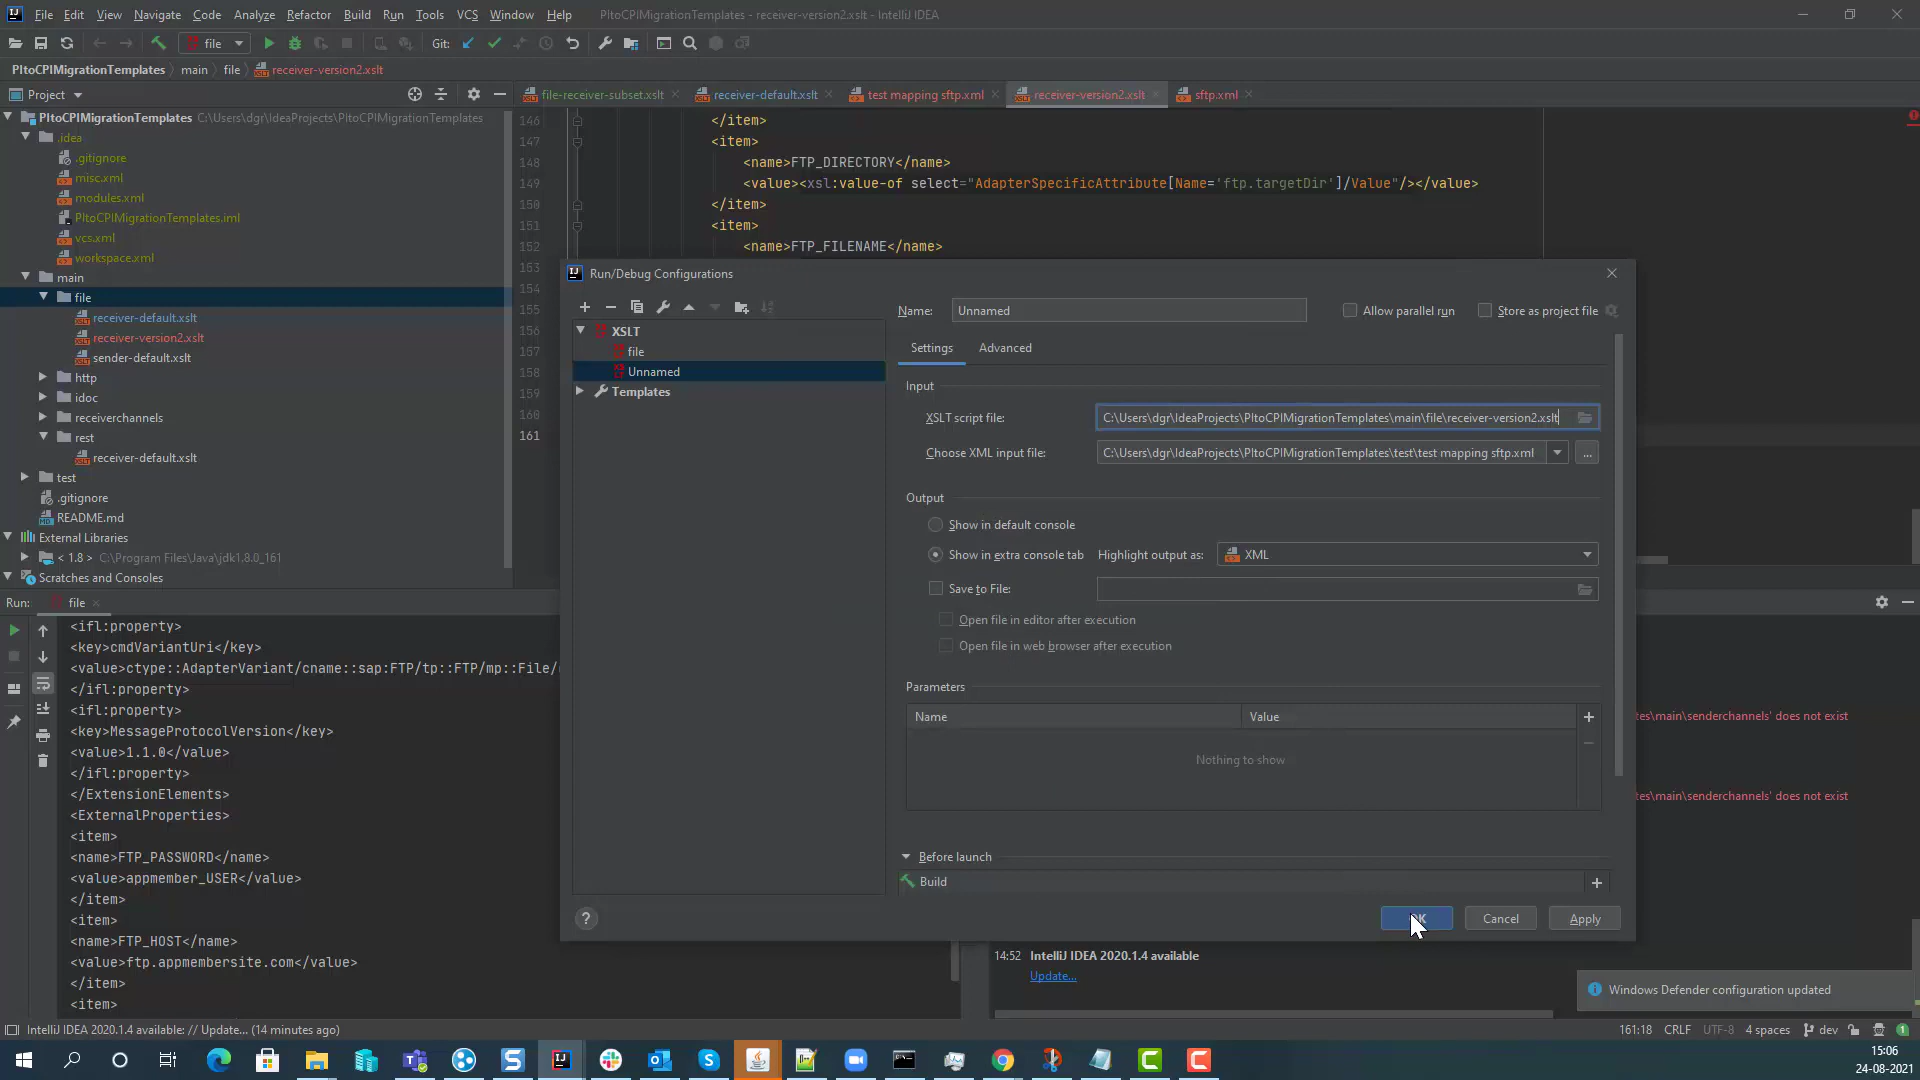 File Edit View Navigate Code Analyze Refactor Build Run Tools VCS Window Help PItoCPIMigrationTemplates - receiver-version2.xslt - IntelliJ IDEA
file Git:
PItoCPIMigrationTemplates main file receiver-version2.xslt
Project
file-receiver-subset.xslt receiver-default.xslt test mapping sftp.xml receiver-version2.xslt sftp.xml
PItoCPIMigrationTemplates C:\Users\dgr\IdeaProjects\PItoCPIMigrationTemplates
.idea
.gitignore
misc.xml
modules.xml
PItoCPIMigrationTemplates.iml
vcs.xml
workspace.xml
main
file
receiver-default.xslt
receiver-version2.xslt
sender-default.xslt
http
idoc
receiverchannels
rest
receiver-default.xslt
test
.gitignore
README.md
External Libraries
< 1.8 > C:\Program Files\Java\jdk1.8.0_161
Scratches and Consoles
146 </item>
147 <item>
148 <name>FTP_DIRECTORY</name>
149 <value><xsl:value-of select="AdapterSpecificAttribute[Name='ftp.targetDir']/Value"/></value>
150 </item>
151 <item>
152 <name>FTP_FILENAME</name>
153
154
155
156
157
158
159
160
161
Run/Debug Configurations
XSLT
file
Unnamed
Templates
Name: Unnamed Allow parallel run Store as project file
Settings Advanced
Input
XSLT script file: C:\Users\dgr\IdeaProjects\PItoCPIMigrationTemplates\main\file\receiver-version2.xslt
Choose XML input file: C:\Users\dgr\IdeaProjects\PItoCPIMigrationTemplates\test\test mapping sftp.xml ...
Output
Show in default console
Show in extra console tab Highlight output as: XML
Save to File:
Open file in editor after execution
Open file in web browser after execution
Parameters
Name Value
Nothing to show
Before launch
Build
? Cancel Apply
Run: file
<ifl:property>
<key>cmdVariantUri</key>
<value>ctype::AdapterVariant/cname::sap:FTP/tp::FTP/mp::File/
</ifl:property>
<ifl:property>
<key>MessageProtocolVersion</key>
<value>1.1.0</value>
</ifl:property>
</ExtensionElements>
<ExternalProperties>
<item>
<name>FTP_PASSWORD</name>
<value>appmember_USER</value>
</item>
<item>
<name>FTP_HOST</name>
<value>ftp.appmembersite.com</value>
</item>
<item>
tes\main\senderchannels' does not exist
tes\main\senderchannels' does not exist
14:52 IntelliJ IDEA 2020.1.4 available
Update...
Windows Defender configuration updated
IntelliJ IDEA 2020.1.4 available: // Update... (14 minutes ago) 161:18 CRLF UTF-8 4 spaces dev 1
15:06
24-08-2021